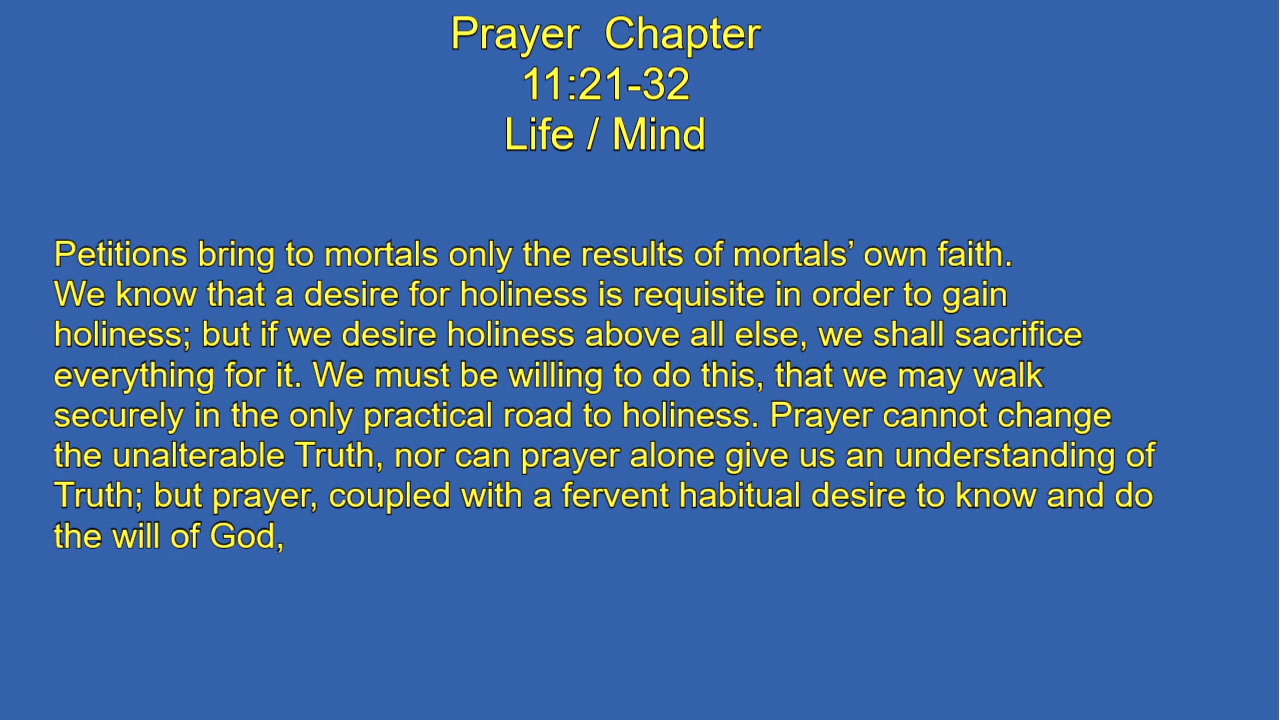 Prayer  Chapter
11:21-32
Life / Mind
Petitions bring to mortals only the results of mortals’ own faith.
We know that a desire for holiness is requisite in order to gain
holiness; but if we desire holiness above all else, we shall sacrifice
everything for it. We must be willing to do this, that we may walk
securely in the only practical road to holiness. Prayer cannot change
the unalterable Truth, nor can prayer alone give us an understanding of
Truth; but prayer, coupled with a fervent habitual desire to know and do
the will of God,